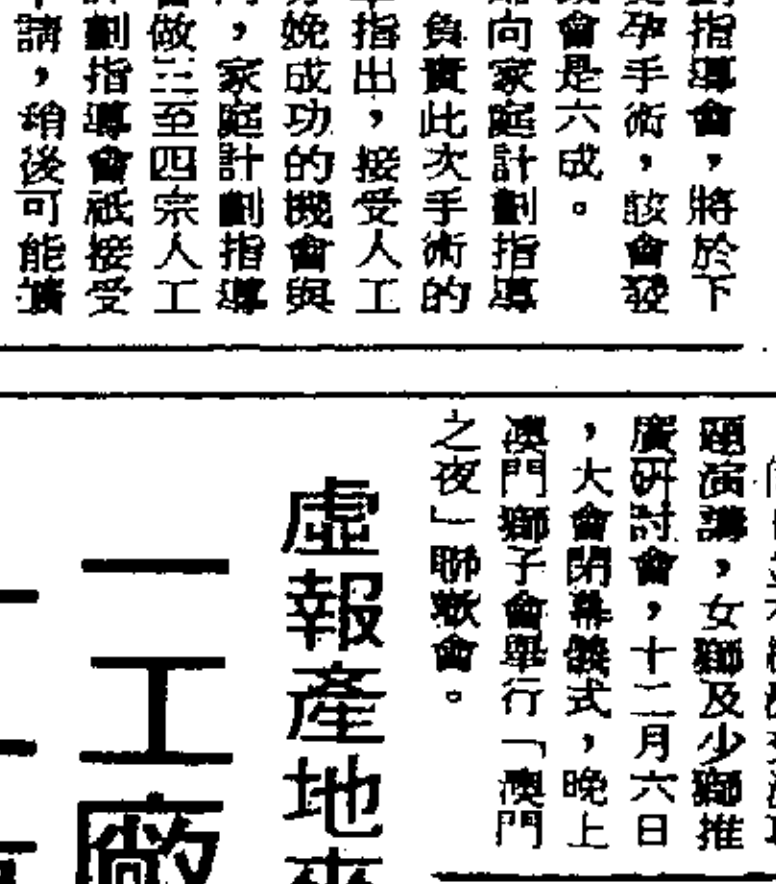 劃指導會，將於下
孕手術，該會發
會是六成。
向家庭計劃指導
負責此次手術的
指出，接受人工
娩成功的機會與
，家庭計劃指導
會做三至四宗人工
計劃指導會祇接受
請，稍後可能擴
題演講，女獅及少獅推
廣研討會，十二月六日
，大會閉幕儀式，晚上
澳門獅子會舉行「澳門
之夜」聯歡會。
虛報產地來
二工廠